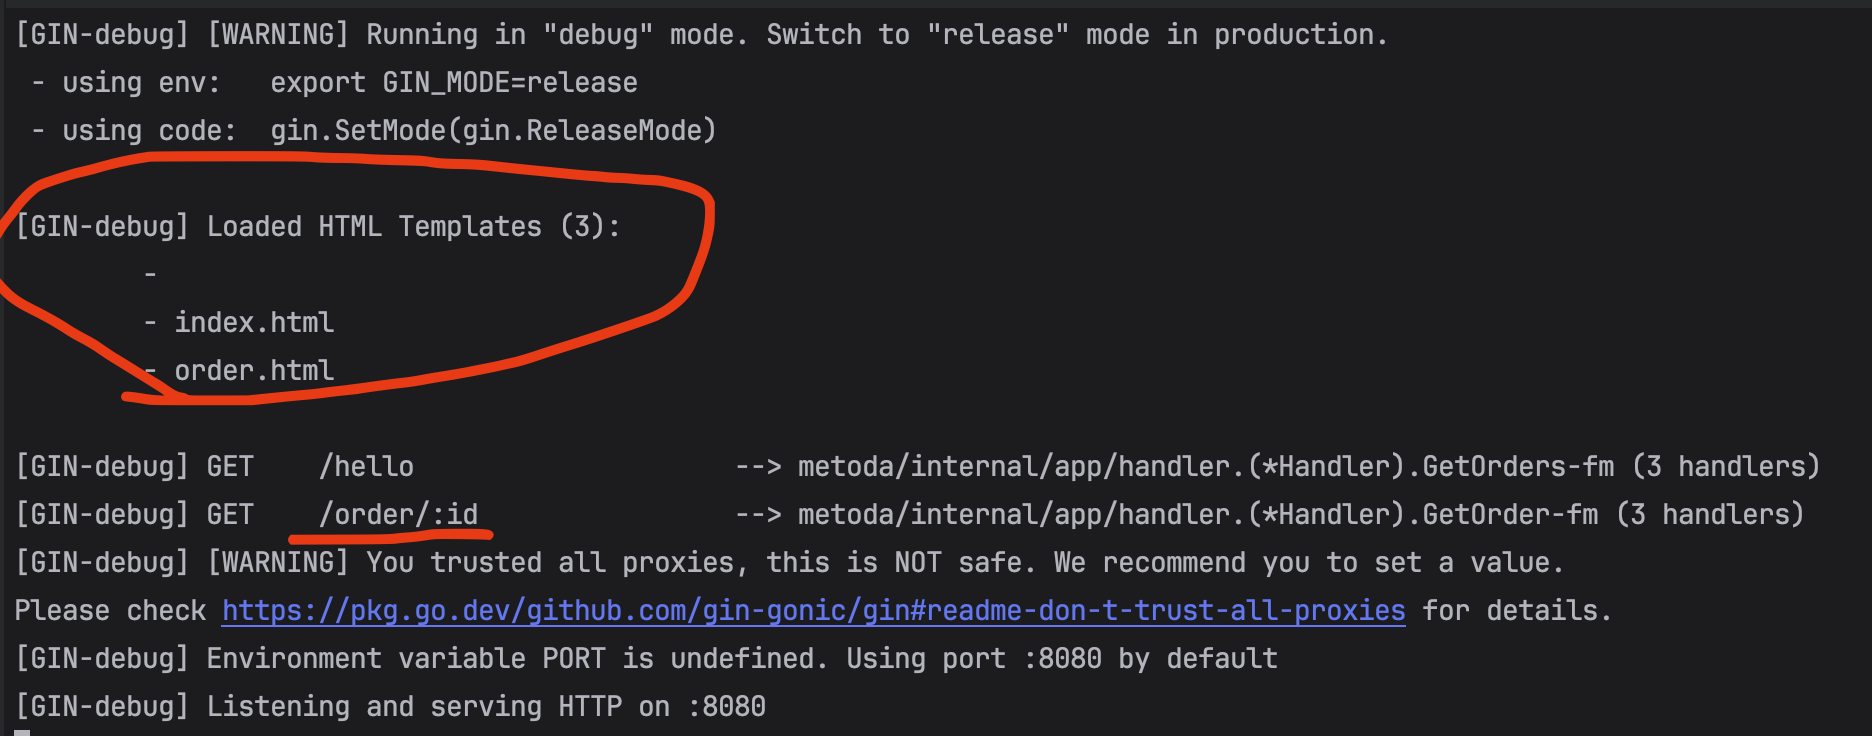 [GIN-debug] [WARNING] Running in "debug" mode. Switch to "release" mode in production.
 - using env:   export GIN_MODE=release
 - using code:  gin.SetMode(gin.ReleaseMode)
[GIN-debug] Loaded HTML Templates (3):
        -
        - index.html
        - order.html
[GIN-debug] GET    /hello                    --> metoda/internal/app/handler.(*Handler).GetOrders-fm (3 handlers)
[GIN-debug] GET    /order/:id                --> metoda/internal/app/handler.(*Handler).GetOrder-fm (3 handlers)
[GIN-debug] [WARNING] You trusted all proxies, this is NOT safe. We recommend you to set a value.
Please check https://pkg.go.dev/github.com/gin-gonic/gin#readme-don-t-trust-all-proxies for details.
[GIN-debug] Environment variable PORT is undefined. Using port :8080 by default
[GIN-debug] Listening and serving HTTP on :8080